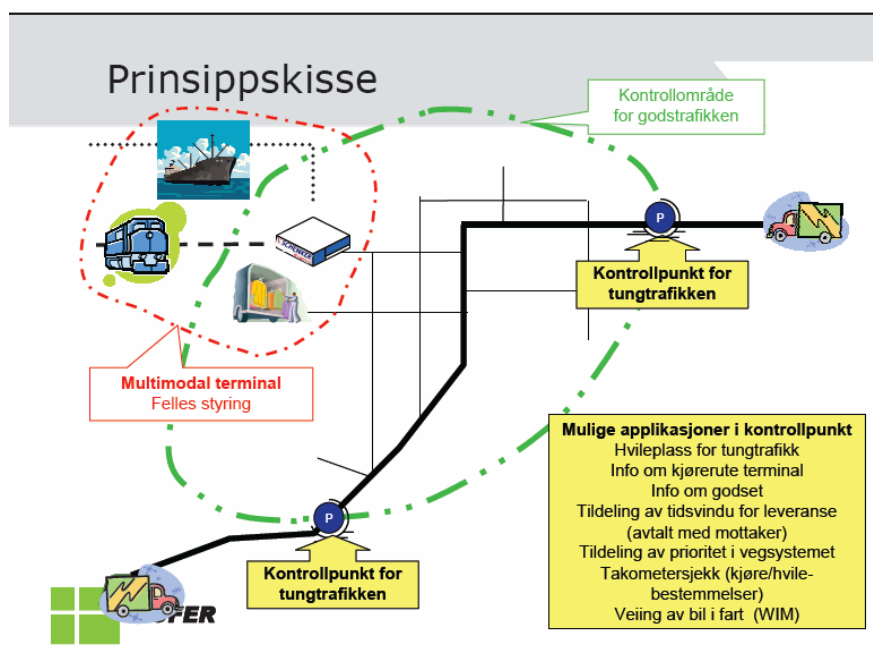 Prinsippskisse
Kontrollområde
for godstrafikken
SCHENKER
P
Kontrollpunkt for
tungtrafikken
Multimodal terminal
Felles styring
Mulige applikasjoner i kontrollpunkt
Hvileplass for tungtrafikk
Info om kjørerute terminal
Info om godset
Tildeling av tidsvindu for leveranse
(avtalt med mottaker)
Tildeling av prioritet i vegsystemet
Takometersjekk (kjøre/hvile-
bestemmelser)
Veiing av bil i fart (WIM)
P
Kontrollpunkt for
tungtrafikken